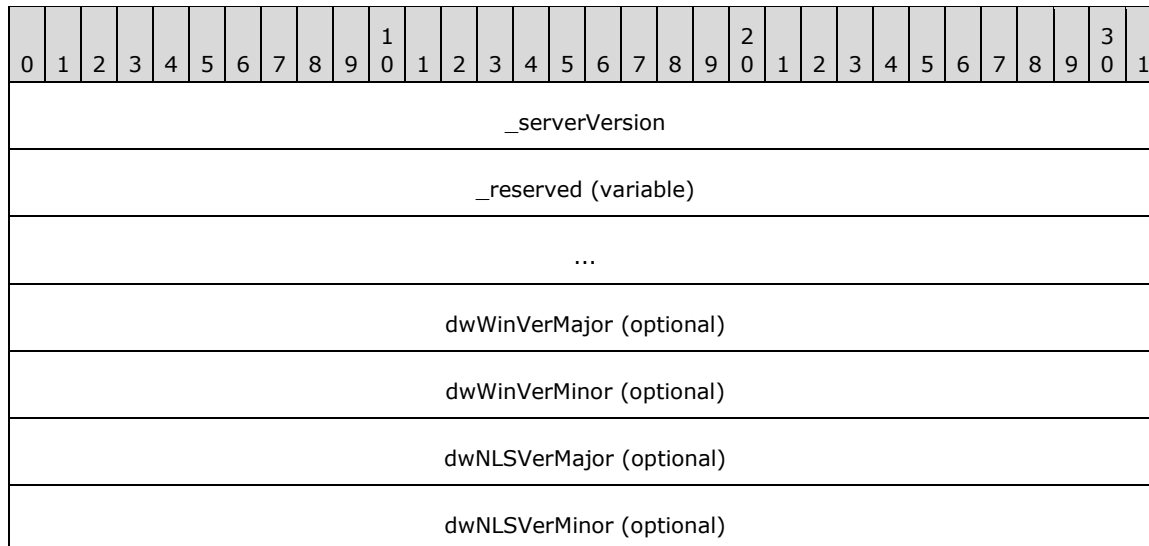 1 2 3
0 1 2 3 4 5 6 7 8 9 0 1 2 3 4 5 6 7 8 9 0 1 2 3 4 5 6 7 8 9 0 1
_serverVersion
_reserved (variable)
...
dwWinVerMajor (optional)
dwWinVerMinor (optional)
dwNLSVerMajor (optional)
dwNLSVerMinor (optional)